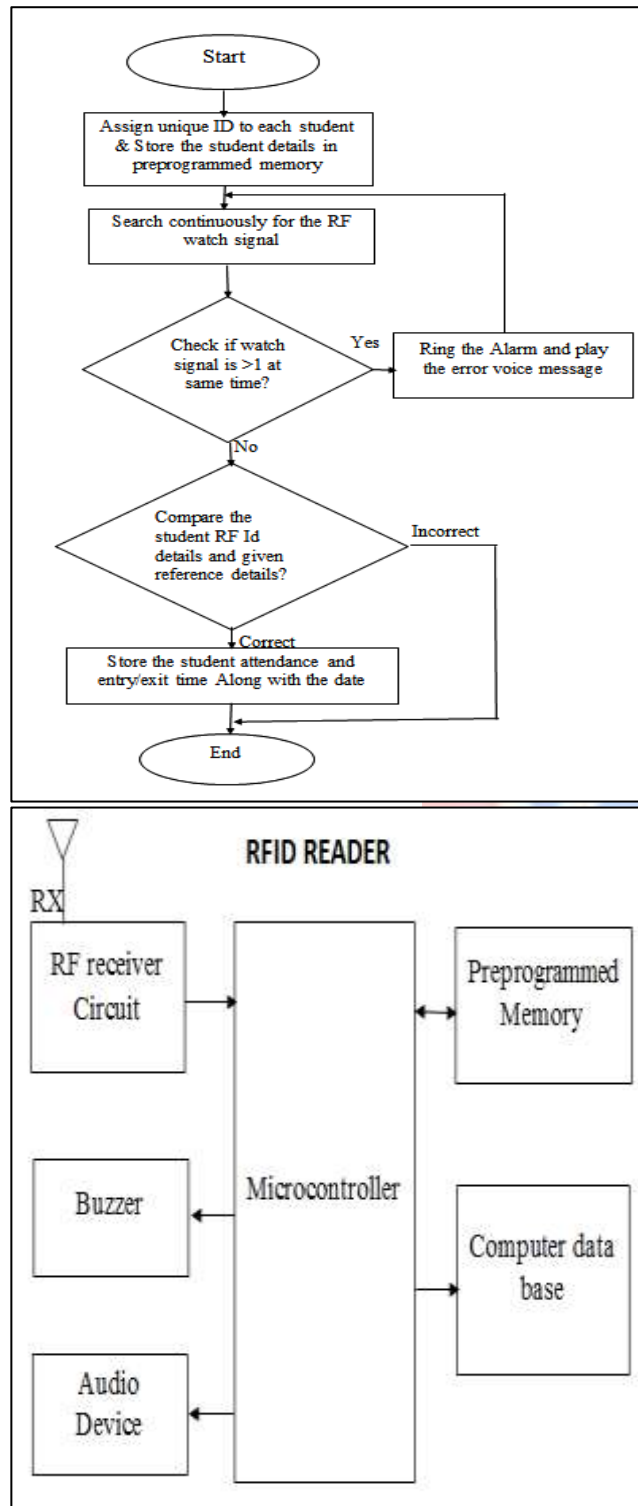 Start
Assign unique ID to each student
& Store the student details in
preprogrammed memory
Search continuously for the RF
watch signal
Check if watch
signal is >1 at
same time?
Yes
Ring the Alarm and play
the error voice message
No
Compare the
student RF Id
details and given
reference details?
Incorrect
Correct
Store the student attendance and
entry/exit time Along with the date
End
RFID READER
RX
RF receiver
Circuit
Preprogrammed
Memory
Microcontroller
Buzzer
Computer data
base
Audio
Device